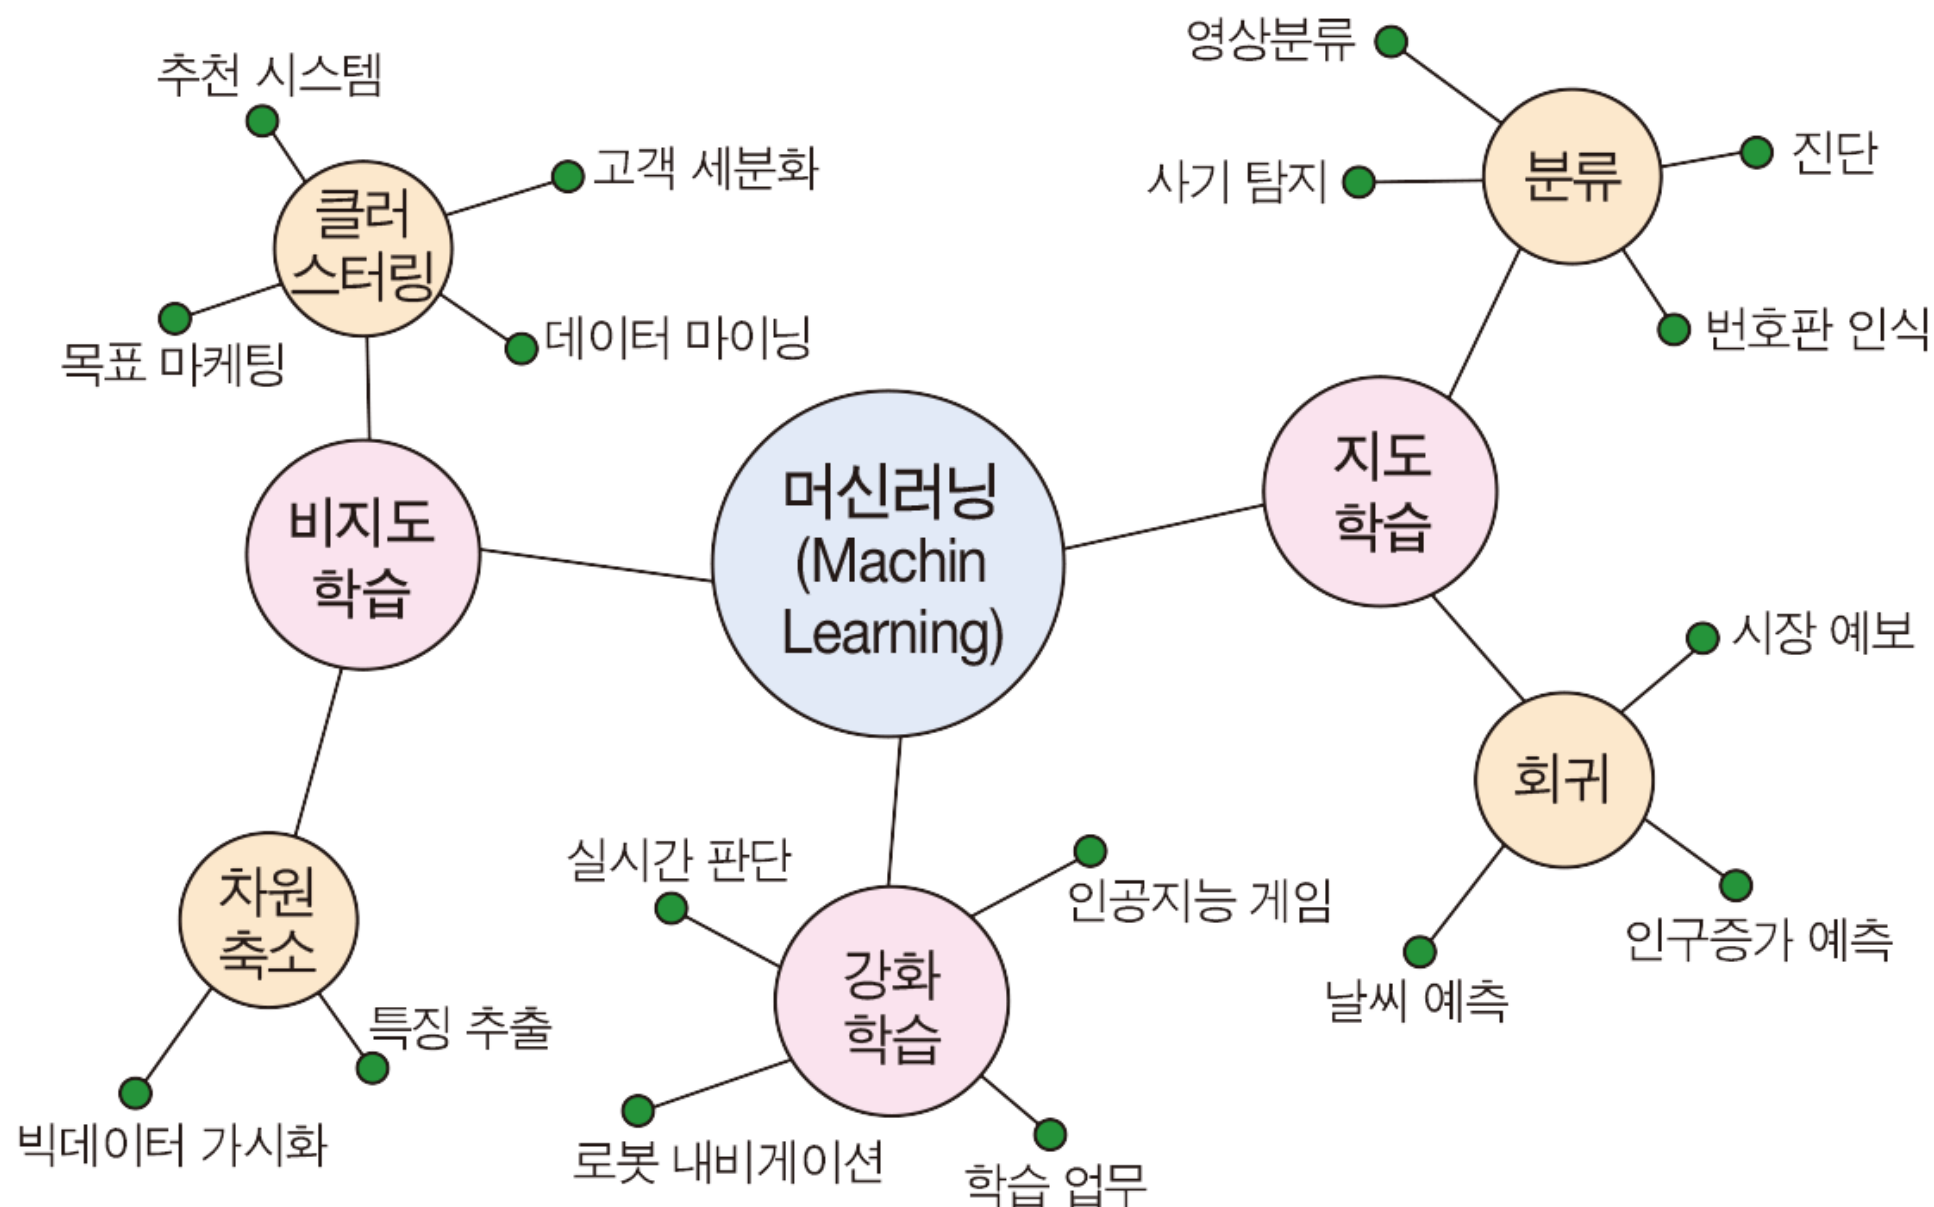 추천 시스템
고객 세분화
클러
스터링
목표 마케팅
데이터 마이닝
비지도
학습
차원
축소
특징 추출
빅데이터 가시화
머신러닝
(Machin
Learning)
실시간 판단
인공지능 게임
강화
학습
로봇 내비게이션
학습 업무
영상분류
사기 탐지
분류
진단
번호판 인식
지도
학습
시장 예보
회귀
인구증가 예측
날씨 예측